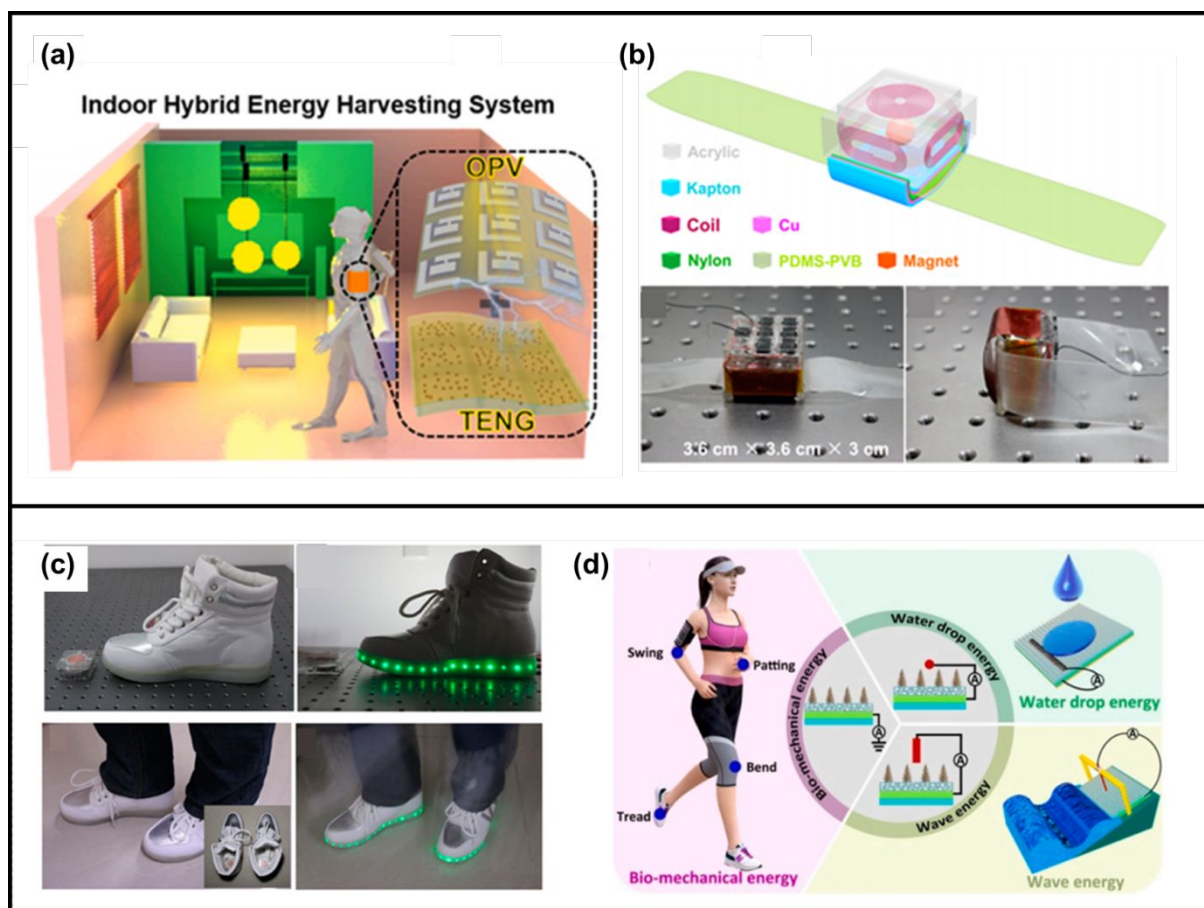 (a)
Indoor Hybrid Energy Harvesting System
OPV
TENG
(b)
Acrylic
Kapton
Coil
Cu
Nylon
PDMS-PVB
Magnet
3.6 cm × 3.6 cm × 3 cm
(c)
(d)
Swing
Patting
Bend
Tread
Bio-mechanical energy
Bio-mechanical energy
Water drop energy
Wave energy
A
A
A
Water drop energy
A
Wave energy
A